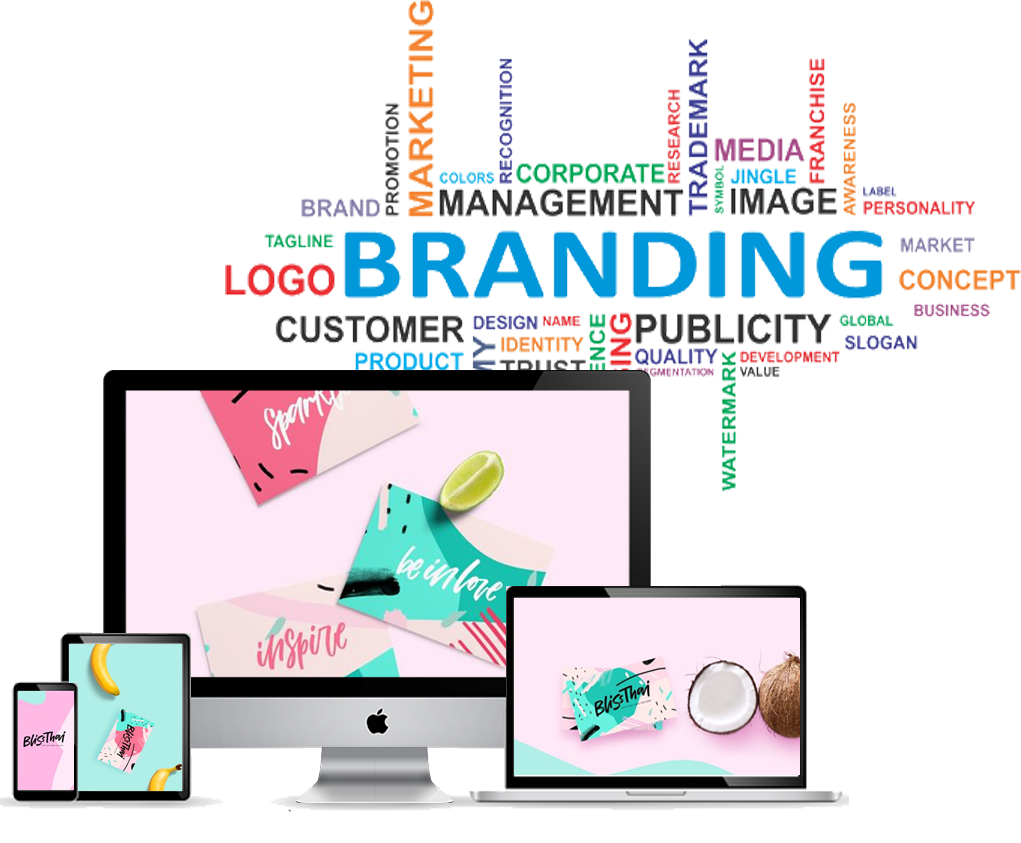 MARKETING
PROMOTION
RECOGNITION
COLORS
CORPORATE
RESEARCH
TRADEMARK
SYMBOL
MEDIA
JINGLE
FRANCHISE
AWARENESS
LABEL
BRAND
MANAGEMENT
IMAGE
PERSONALITY
TAGLINE
LOGO
BRANDING
MARKET
CONCEPT
BUSINESS
CUSTOMER
DESIGN
NAME
IDENTITY
PUBLICITY
GLOBAL
SLOGAN
PRODUCT
TRUST
QUALITY
DEVELOPMENT
VALUE
WATERMARK
be in love
inspire
BlissThai
BlissThai
BlissThai